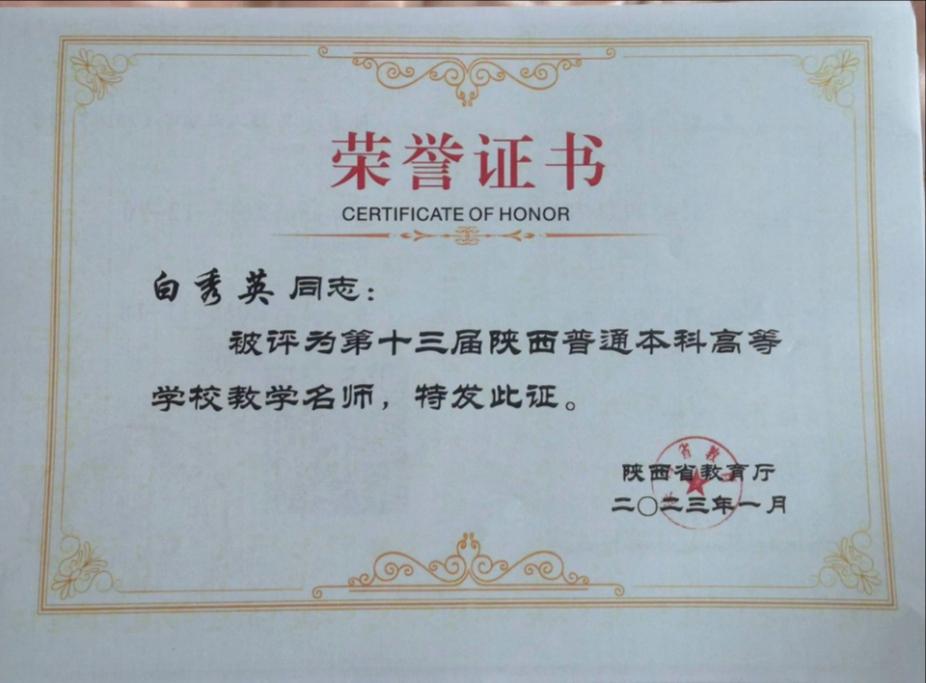 荣誉证书
CERTIFICATE OF HONOR
白秀英 同志：
被评为第十三届陕西普通本科高等
学校教学名师，特发此证。
陕西省教育厅
二〇二三年一月